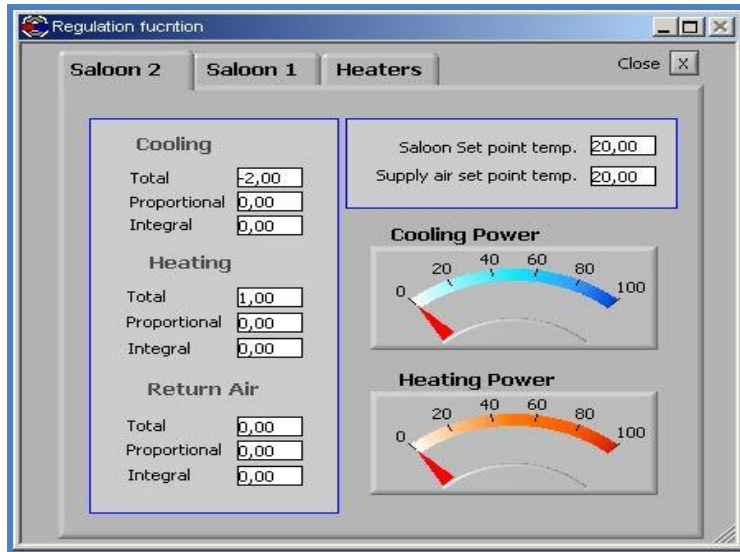 Regulation fucntion
Close X
Saloon 2 Saloon 1 Heaters
Cooling
Total -2,00
Proportional 0,00
Integral 0,00
Heating
Total 1,00
Proportional 0,00
Integral 0,00
Return Air
Total 0,00
Proportional 0,00
Integral 0,00
Saloon Set point temp. 20,00
Supply air set point temp. 20,00
Cooling Power
0 20 40 60 80 100
Heating Power
0 20 40 60 80 100